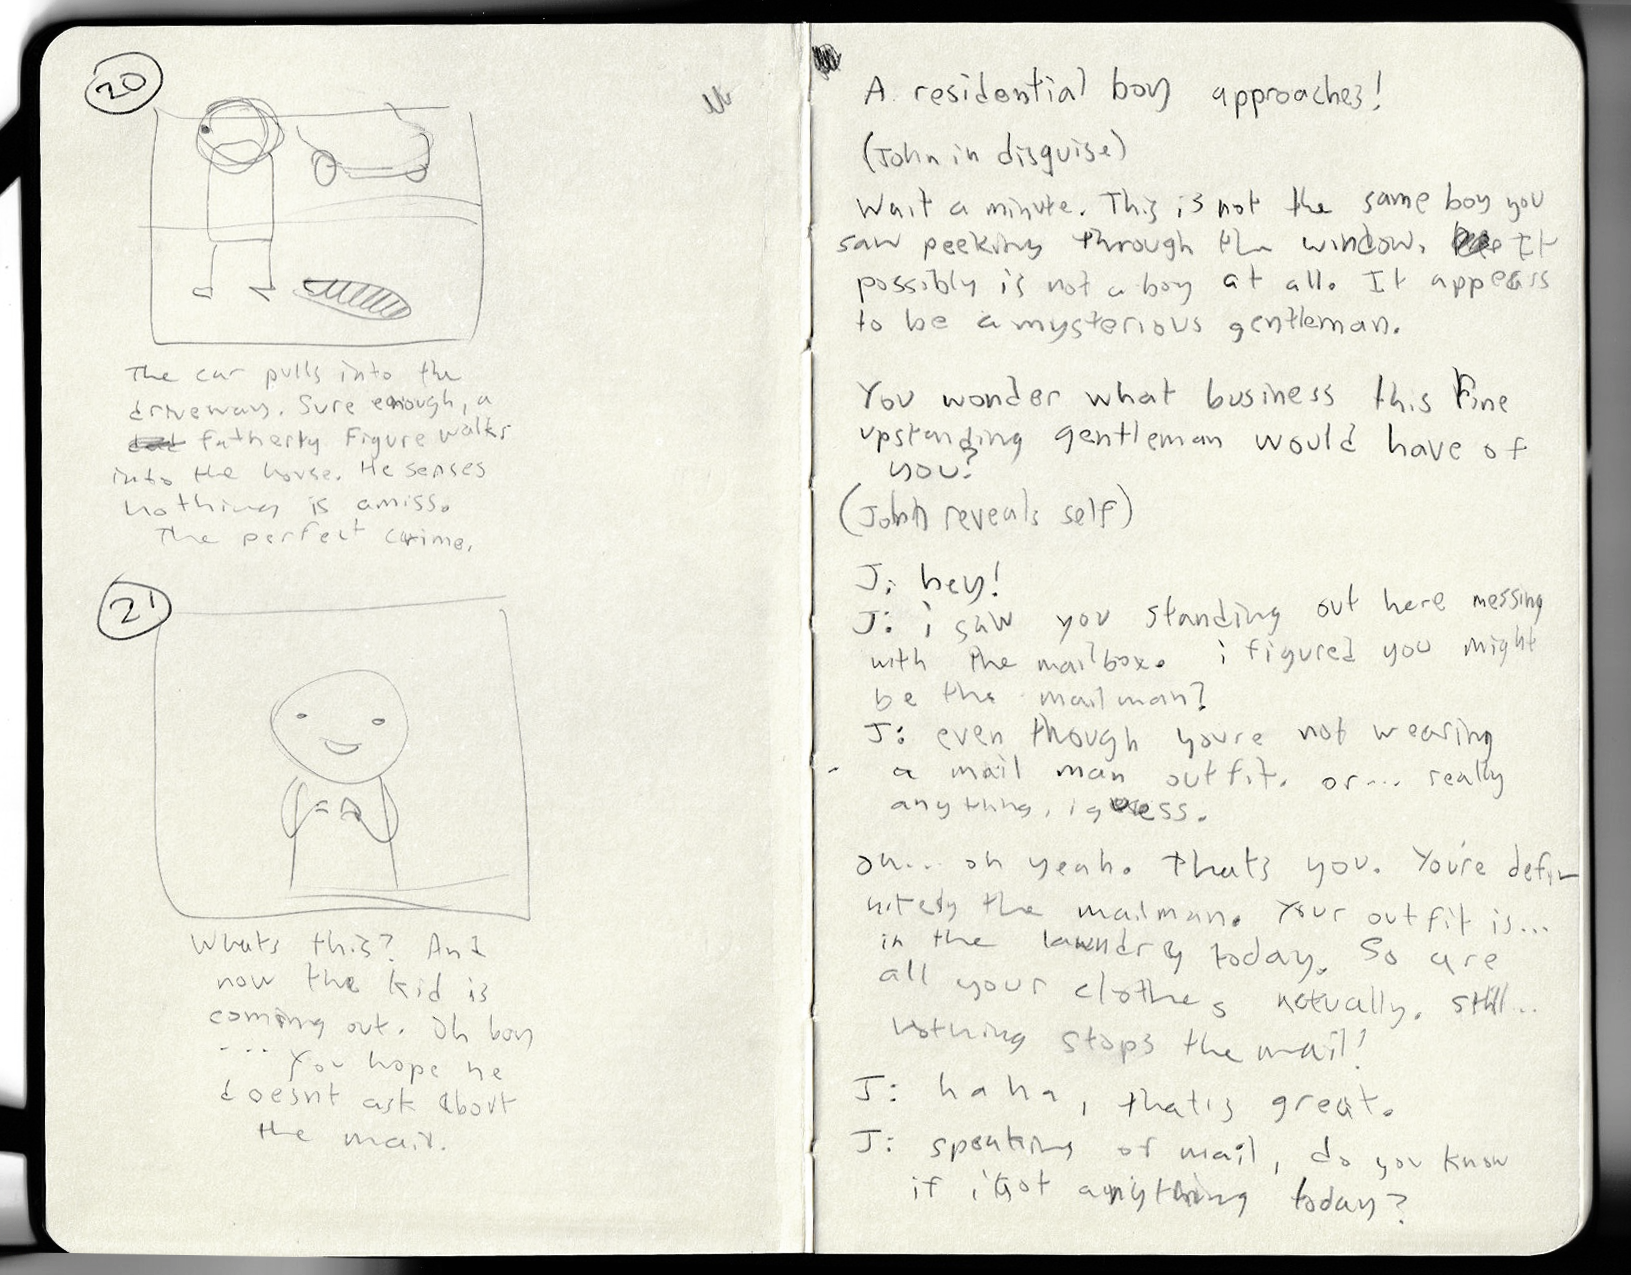 20
The car pulls into the
driveway. Sure enough, a
fatherly figure walks
into the house. He senses
nothing is amiss.
The perfect crime.
21
Whats this? And
now the kid is
coming out. Oh boy
... You hope he
doesnt ask about
the mail.
A residential boy approaches!
(John in disguise)
Wait a minute. This is not the same boy you
saw peeking through the window. It
possibly is not a boy at all. It appears
to be a mysterious gentleman.
You wonder what business this fine
upstanding gentleman would have of
you?
(John reveals self)
J: hey!
J: i saw you standing out here messing
with the mailbox. i figured you might
be the mailman?
J: even though you're not wearing
a mail man outfit. or... really
anything, i guess.
oh... oh yeah. thats you. You're defin
nitely the mailman. Your outfit is...
in the laundry today. So are
all your clothes actually. still...
nothing stops the mail!
J: haha, that's great.
J: speaking of mail, do you know
if i got anything today?